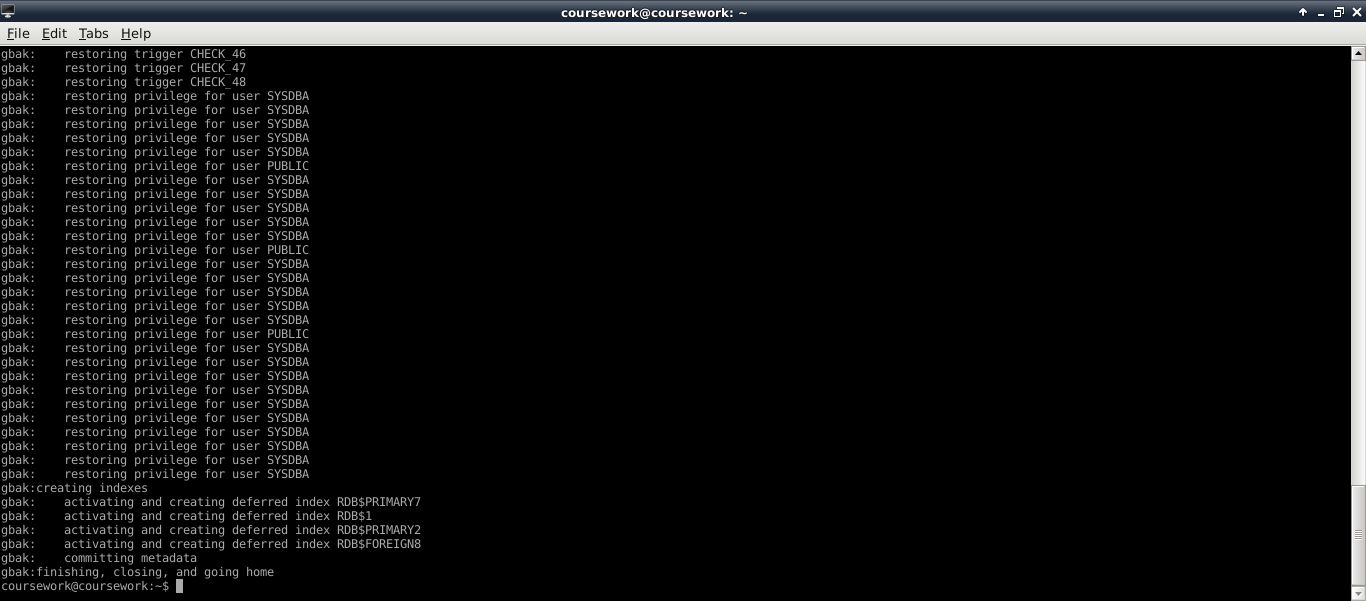 coursework@coursework: ~
File Edit Tabs Help
gbak:    restoring trigger CHECK_46
gbak:    restoring trigger CHECK_47
gbak:    restoring trigger CHECK_48
gbak:    restoring privilege for user SYSDBA
gbak:    restoring privilege for user SYSDBA
gbak:    restoring privilege for user SYSDBA
gbak:    restoring privilege for user SYSDBA
gbak:    restoring privilege for user SYSDBA
gbak:    restoring privilege for user PUBLIC
gbak:    restoring privilege for user SYSDBA
gbak:    restoring privilege for user SYSDBA
gbak:    restoring privilege for user SYSDBA
gbak:    restoring privilege for user SYSDBA
gbak:    restoring privilege for user SYSDBA
gbak:    restoring privilege for user PUBLIC
gbak:    restoring privilege for user SYSDBA
gbak:    restoring privilege for user SYSDBA
gbak:    restoring privilege for user SYSDBA
gbak:    restoring privilege for user SYSDBA
gbak:    restoring privilege for user SYSDBA
gbak:    restoring privilege for user PUBLIC
gbak:    restoring privilege for user SYSDBA
gbak:    restoring privilege for user SYSDBA
gbak:    restoring privilege for user SYSDBA
gbak:    restoring privilege for user SYSDBA
gbak:    restoring privilege for user SYSDBA
gbak:    restoring privilege for user SYSDBA
gbak:    restoring privilege for user SYSDBA
gbak:    restoring privilege for user SYSDBA
gbak:    restoring privilege for user SYSDBA
gbak:    restoring privilege for user SYSDBA
gbak:creating indexes
gbak:    activating and creating deferred index RDB$PRIMARY7
gbak:    activating and creating deferred index RDB$1
gbak:    activating and creating deferred index RDB$PRIMARY2
gbak:    activating and creating deferred index RDB$FOREIGN8
gbak:    committing metadata
gbak:finishing, closing, and going home
coursework@coursework:~$